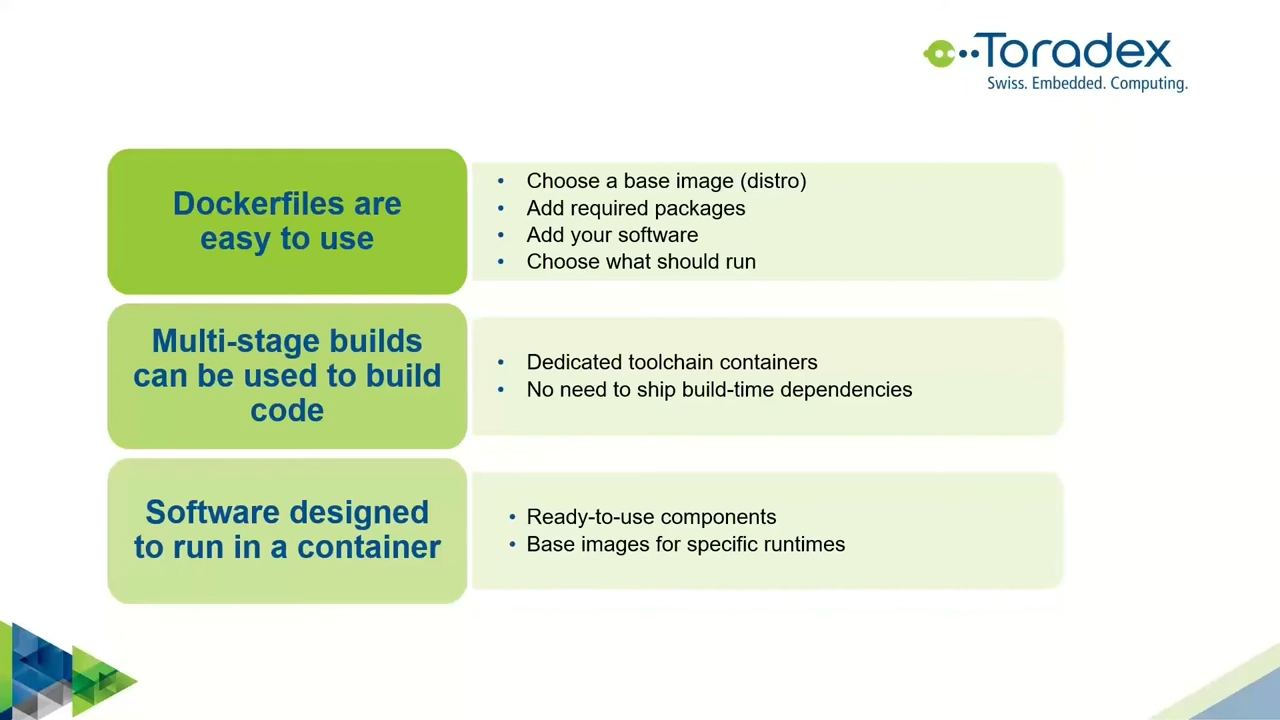 Toradex
Swiss. Embedded. Computing.
Dockerfiles are
easy to use
• Choose a base image (distro)
• Add required packages
• Add your software
• Choose what should run
Multi-stage builds
can be used to build
code
• Dedicated toolchain containers
• No need to ship build-time dependencies
Software designed
to run in a container
• Ready-to-use components
• Base images for specific runtimes